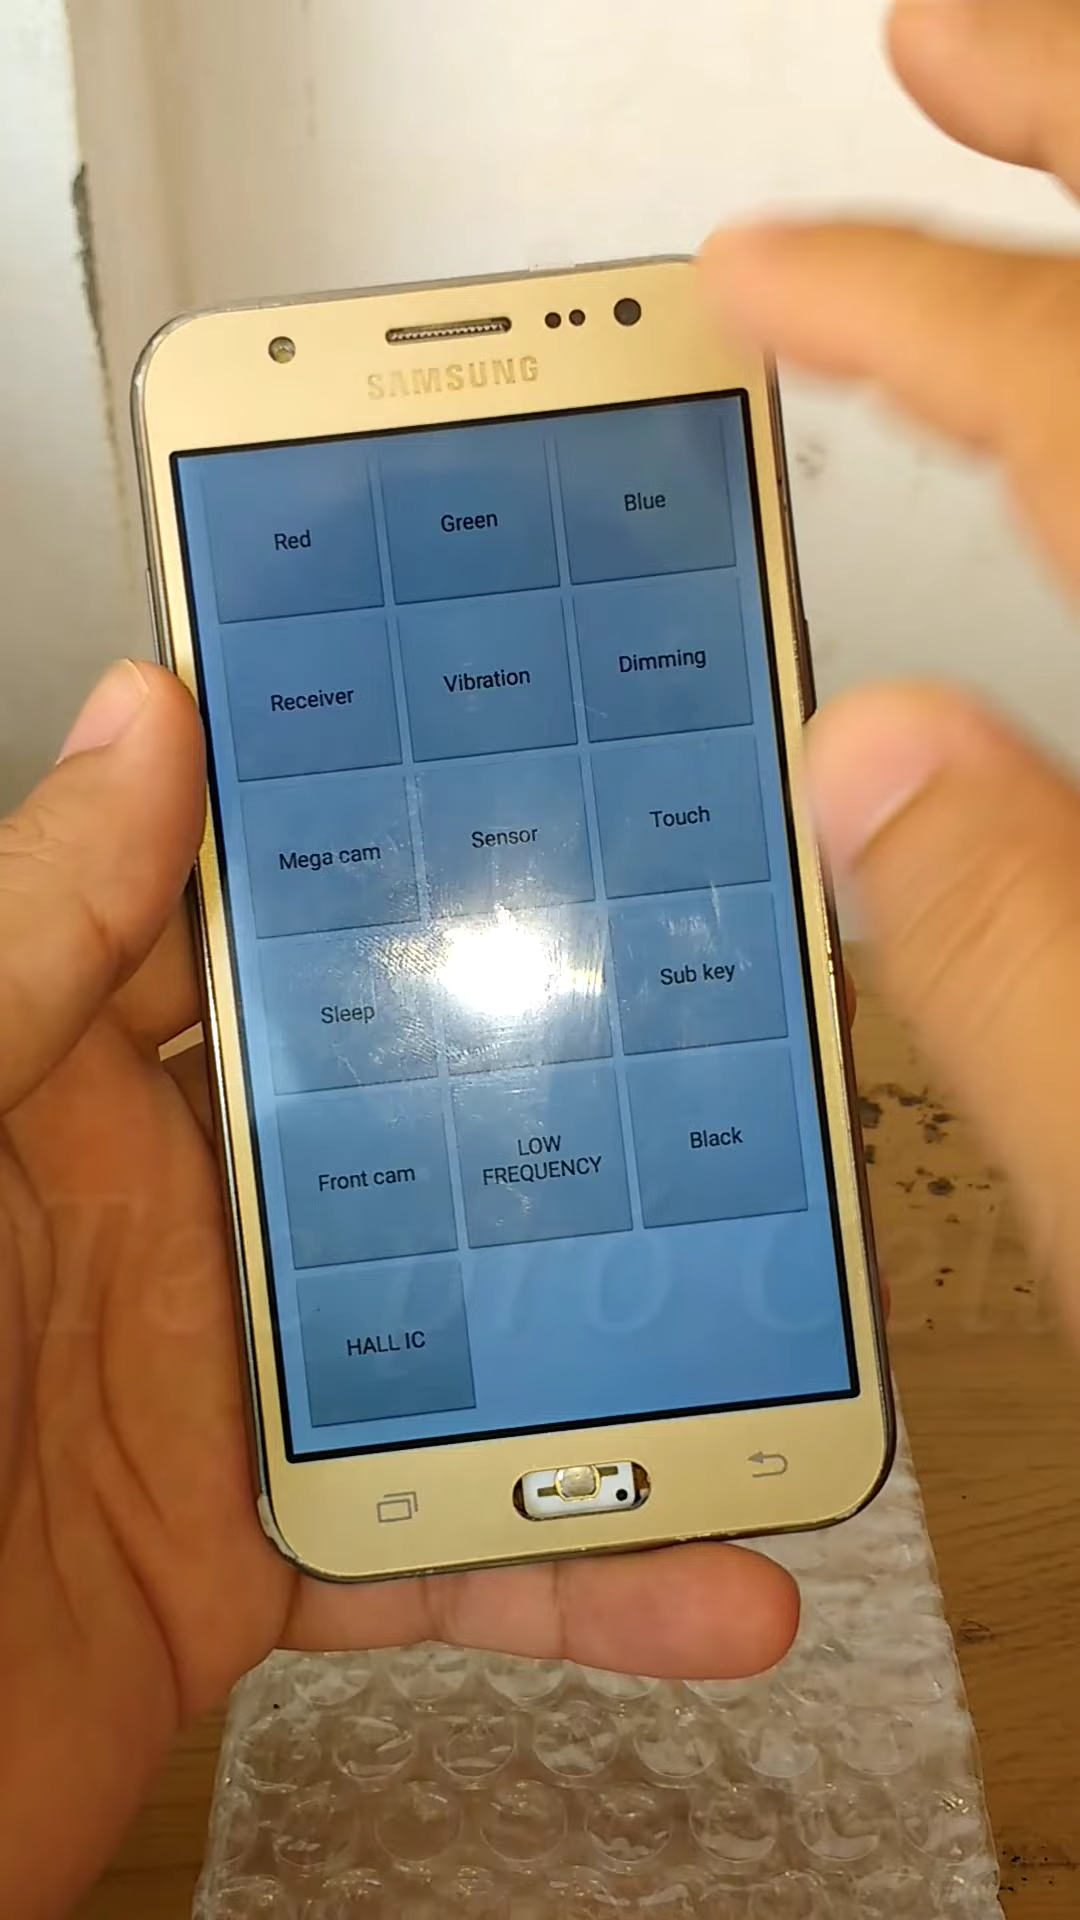 SAMSUNG
Red
Green
Blue
Receiver
Vibration
Dimming
Mega cam
Sensor
Touch
Sleep
Sub key
Front cam
LOW
FREQUENCY
Black
HALL IC